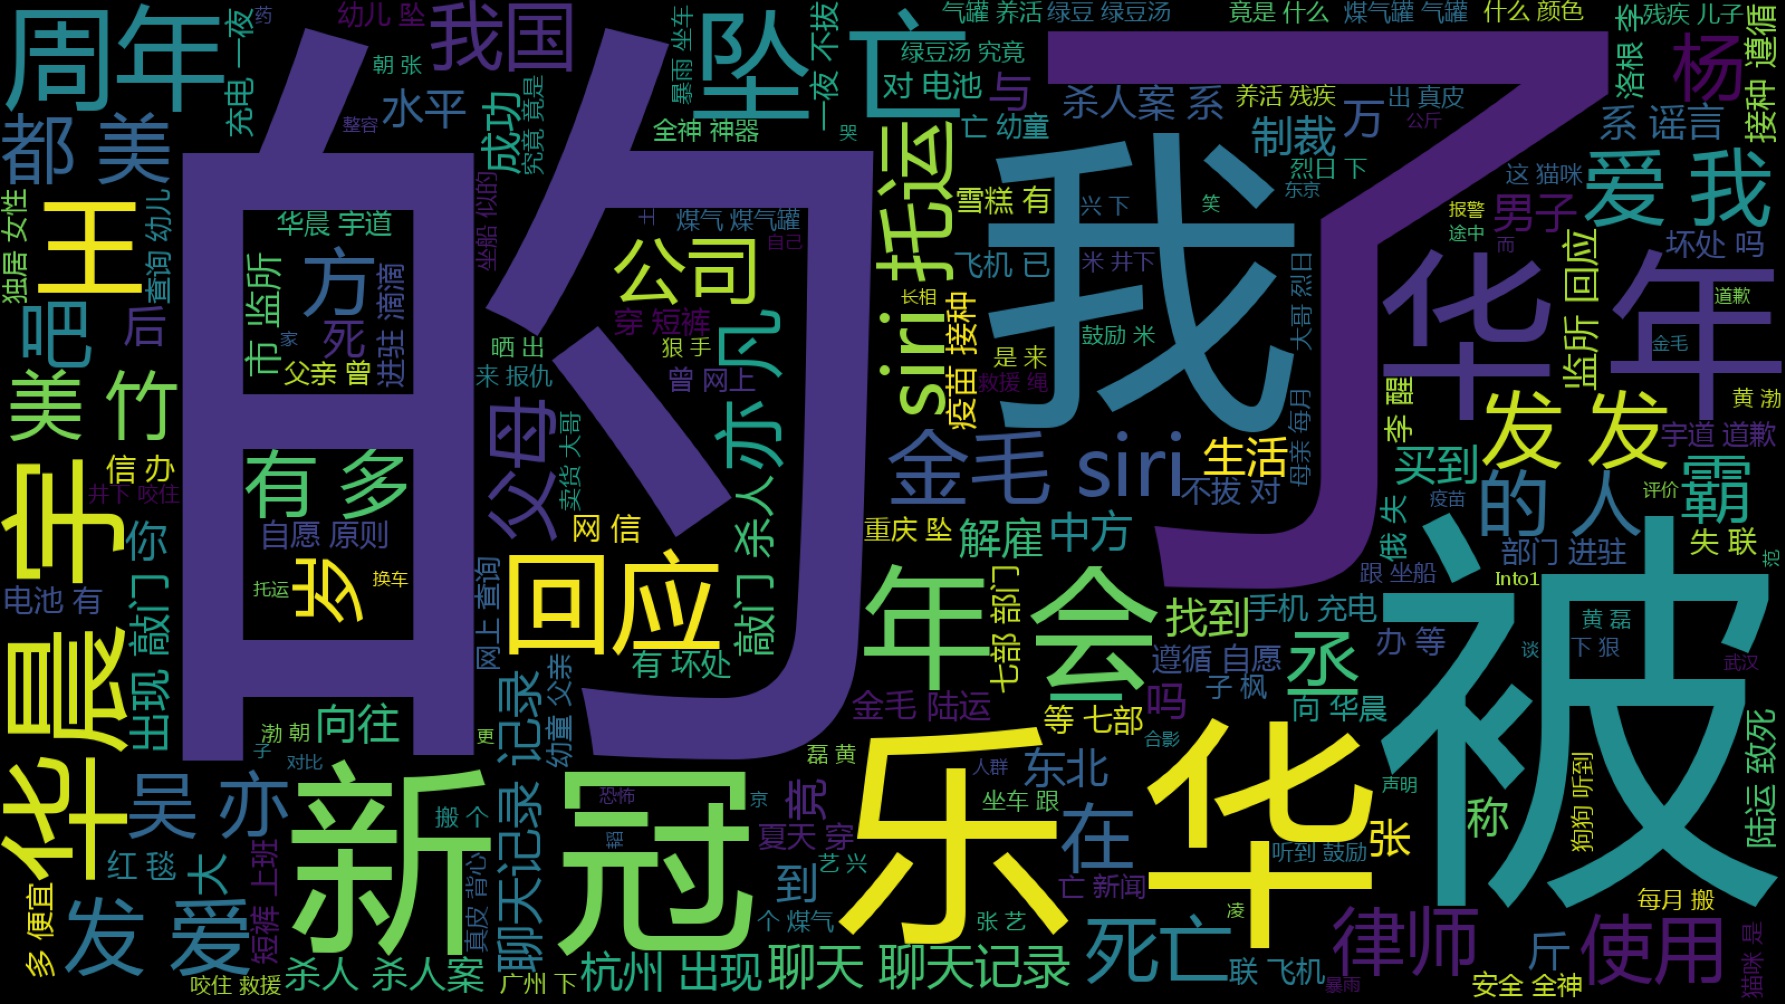 的
了
我
被
新冠
乐华
周年
我国
坠亡
都 美
水平
成功
充电 一夜
幼儿 坠
朝 张
整容
药
究竟 竟是
暴雨 坐车
一夜 不拔
气罐 养活
绿豆 绿豆汤
竟是 什么
煤气罐 气罐
什么 颜色
残疾 儿子
洛根 李
杨
接种 遵循
绿豆汤 究竟
对 电池
与
杀人案 系
养活 残疾
出 真皮
公斤
万
制裁
系 谣言
全神 神器
哭
亡 幼童
烈日 下
东京
这 猫咪
爱 我
独居 女性
王
查询 幼儿
华晨 宇道
坐船 似的
土
煤气 煤气罐
自己
托运
雪糕 有
兴 下
笑
报警
途中
男子
而
坏处 吗
市 监所
方
滴滴
公司
飞机 已
米 井下
监所 回应
道歉
华
年
吧
后
死
家
进驻
父亲 曾
穿 短裤
凡
长相
siri
疫苗 接种
鼓励 米
大哥 烈日
金毛
晒 出
狠 手
是 来
救援 绳
来 报仇
曾 网上
美 竹
李 醒
黄 渤
发 发
宇道 道歉
父母
卖货 大哥
亦
母亲 每月
信 办
有 多
金毛 siri
生活
不拔 对
买到
疫苗
评价
霸
井下 咬住
宇
你
自愿 原则
网 信
敲门 杀人
重庆 坠
解雇
中方
俄 失
的 人
部门 进驻
失 联
范
电池 有
托运
岁
换车
网上 查询
回应
年会
七部 部门
跟 坐船
Into1
出现 敲门
有 坏处
找到
手机 充电
遵循 自愿
子 枫
丞
办 等
黄 磊
下 狠
谈
武汉
华晨
渤 朝
向往
子
对比
更
聊天记录 记录
幼童 父亲
金毛 陆运
等 七部
吗
向 华晨
磊 黄
合影
陆运 致死
吴 亦
搬 个
恐怖
韬
京
亮
人群
东北
坐车 跟
声明
称
狗狗 听到
夏天 穿
在
张
听到 鼓励
红 毯
大
短裤 上班
真皮 背心
艺 兴
到
亡 新闻
每月 搬
多 便宜
发 爱
个 煤气
张 艺
凌
律师
斤
使用
猫咪 是
咬住 救援
杀人 杀人案
广州 下
杭州 出现
聊天 聊天记录
死亡
联 飞机
暴雨
安全 全神